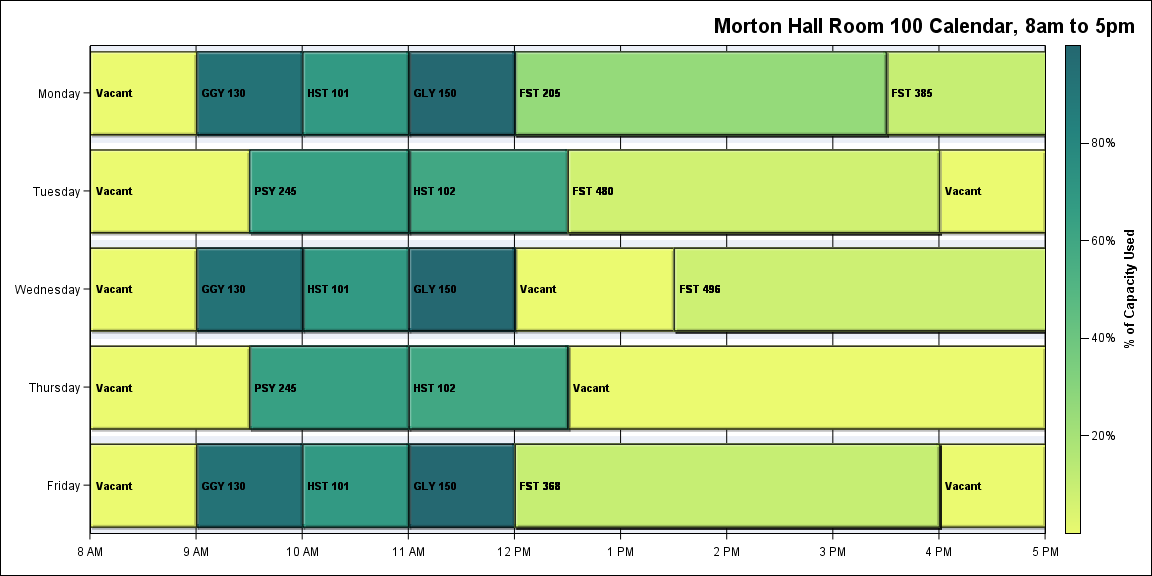 Morton Hall Room 100 Calendar, 8am to 5pm
Monday
Vacant
GGY 130
HST 101
GLY 150
FST 205
FST 385
Tuesday
Vacant
PSY 245
HST 102
FST 480
Vacant
Wednesday
Vacant
GGY 130
HST 101
GLY 150
Vacant
FST 496
Thursday
Vacant
PSY 245
HST 102
Vacant
Friday
Vacant
GGY 130
HST 101
GLY 150
FST 368
Vacant
8 AM
9 AM
10 AM
11 AM
12 PM
1 PM
2 PM
3 PM
4 PM
5 PM
80%
60%
40%
20%
% of Capacity Used